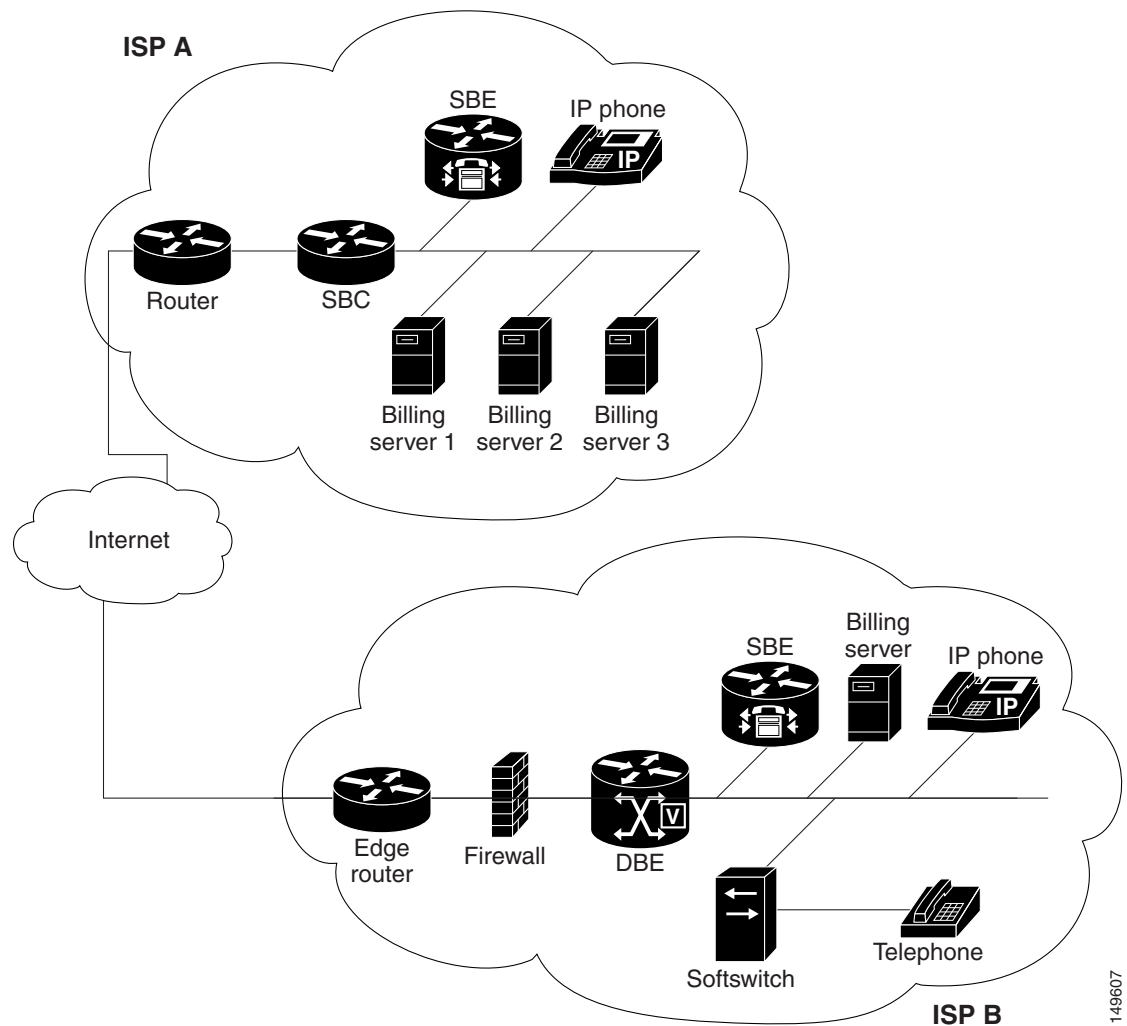 ISP A
SBE
IP phone
IP
Router
SBC
Billing
server 1
Billing
server 2
Billing
server 3
Internet
Billing
server
SBE
IP phone
IP
V
Edge
router
Firewall
DBE
Softswitch
Telephone
ISP B
149607